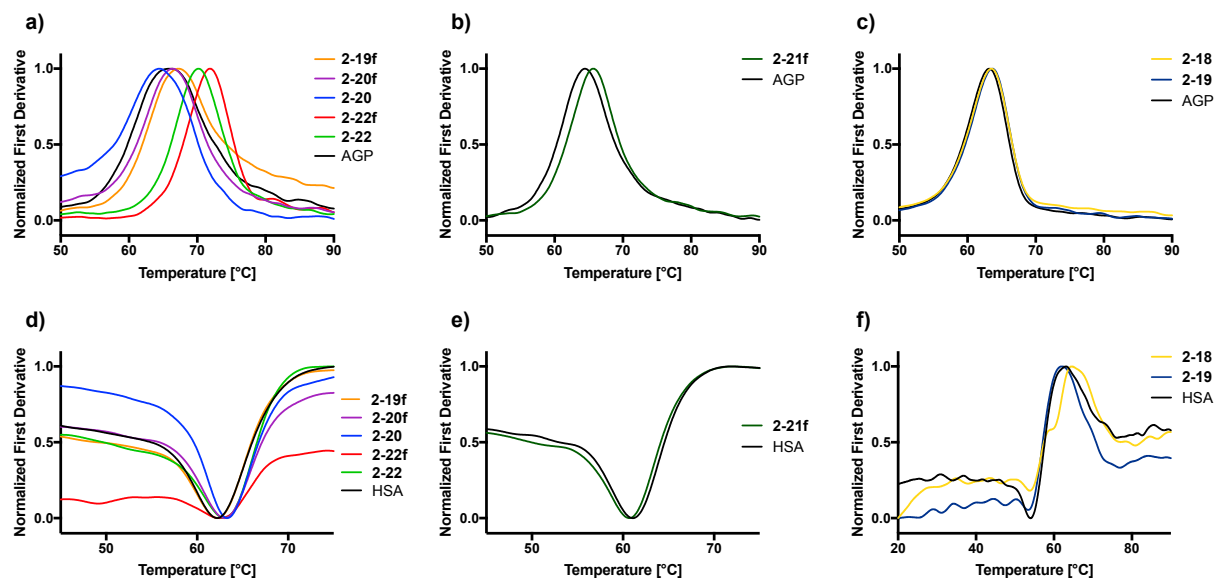 a)
Normalized First Derivative
1.0
0.5
0.0
50 60 70 80 90
Temperature [°C]
2-19f
2-20f
2-20
2-22f
2-22
AGP
b)
Normalized First Derivative
1.0
0.5
0.0
50 60 70 80 90
Temperature [°C]
2-21f
AGP
c)
Normalized First Derivative
1.0
0.5
0.0
50 60 70 80 90
Temperature [°C]
2-18
2-19
AGP
d)
Normalized First Derivative
1.0
0.5
0.0
50 60 70
Temperature [°C]
2-19f
2-20f
2-20
2-22f
2-22
HSA
e)
Normalized First Derivative
1.0
0.5
0.0
50 60 70
Temperature [°C]
2-21f
HSA
f)
Normalized First Derivative
1.0
0.5
0.0
20 40 60 80
Temperature [°C]
2-18
2-19
HSA